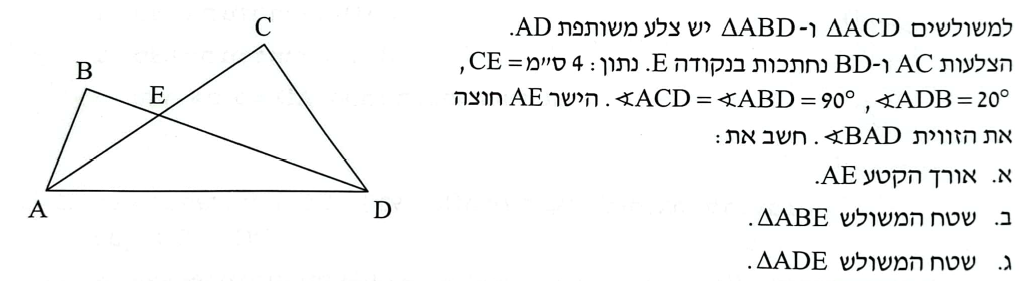 למשולשים ΔACD ו-ΔABD יש צלע משותפת AD.
הצלעות AC ו-BD נחתכות בנקודה E. נתון: 4 ס״מ = CE,
∢ACD = ∢ABD = 90° , ∢ADB = 20°. הישר AE חוצה
את הזווית ∢BAD. חשב את:
א. אורך הקטע AE.
ב. שטח המשולש ΔABE.
ג. שטח המשולש ΔADE.
C
B
E
A
D